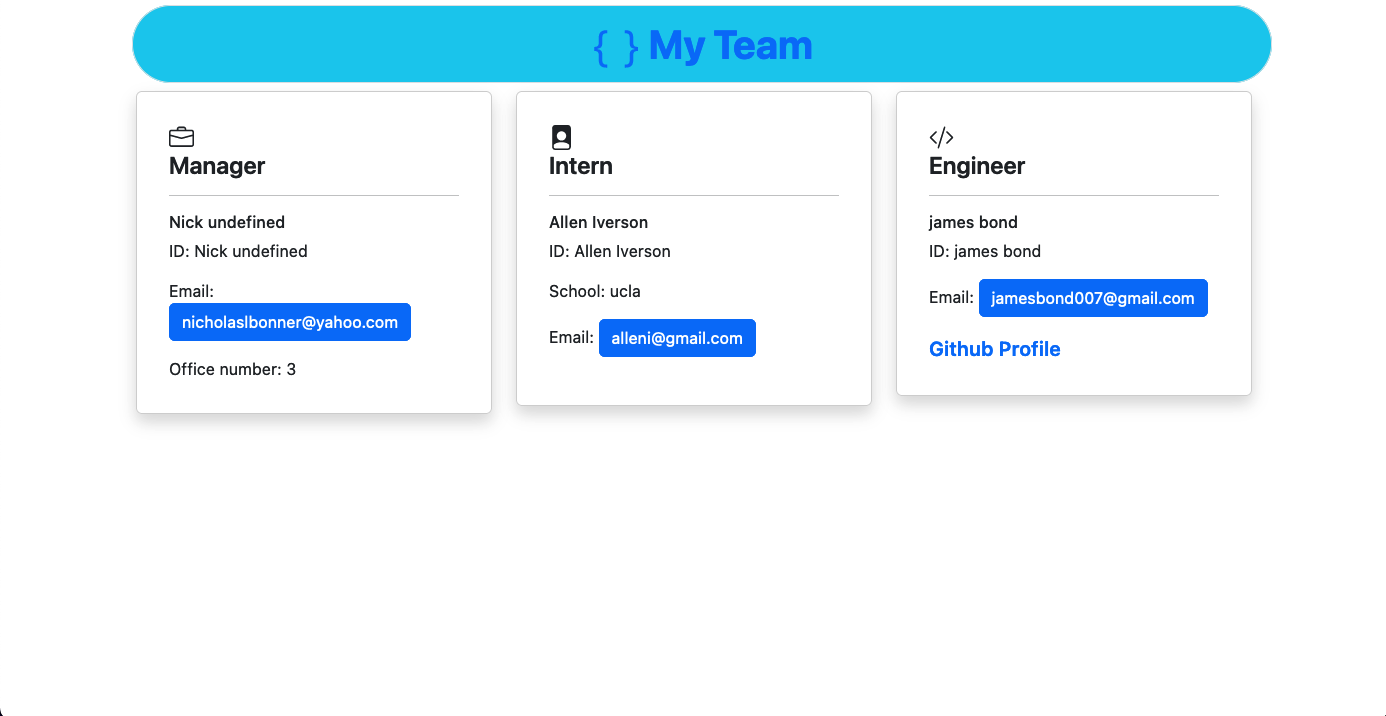 { } My Team
Manager
Nick undefined
ID: Nick undefined
Email:
nicholaslbonner@yahoo.com
Office number: 3
Intern
Allen Iverson
ID: Allen Iverson
School: ucla
Email: alleni@gmail.com
</> 
Engineer
james bond
ID: james bond
Email: jamesbond007@gmail.com
Github Profile